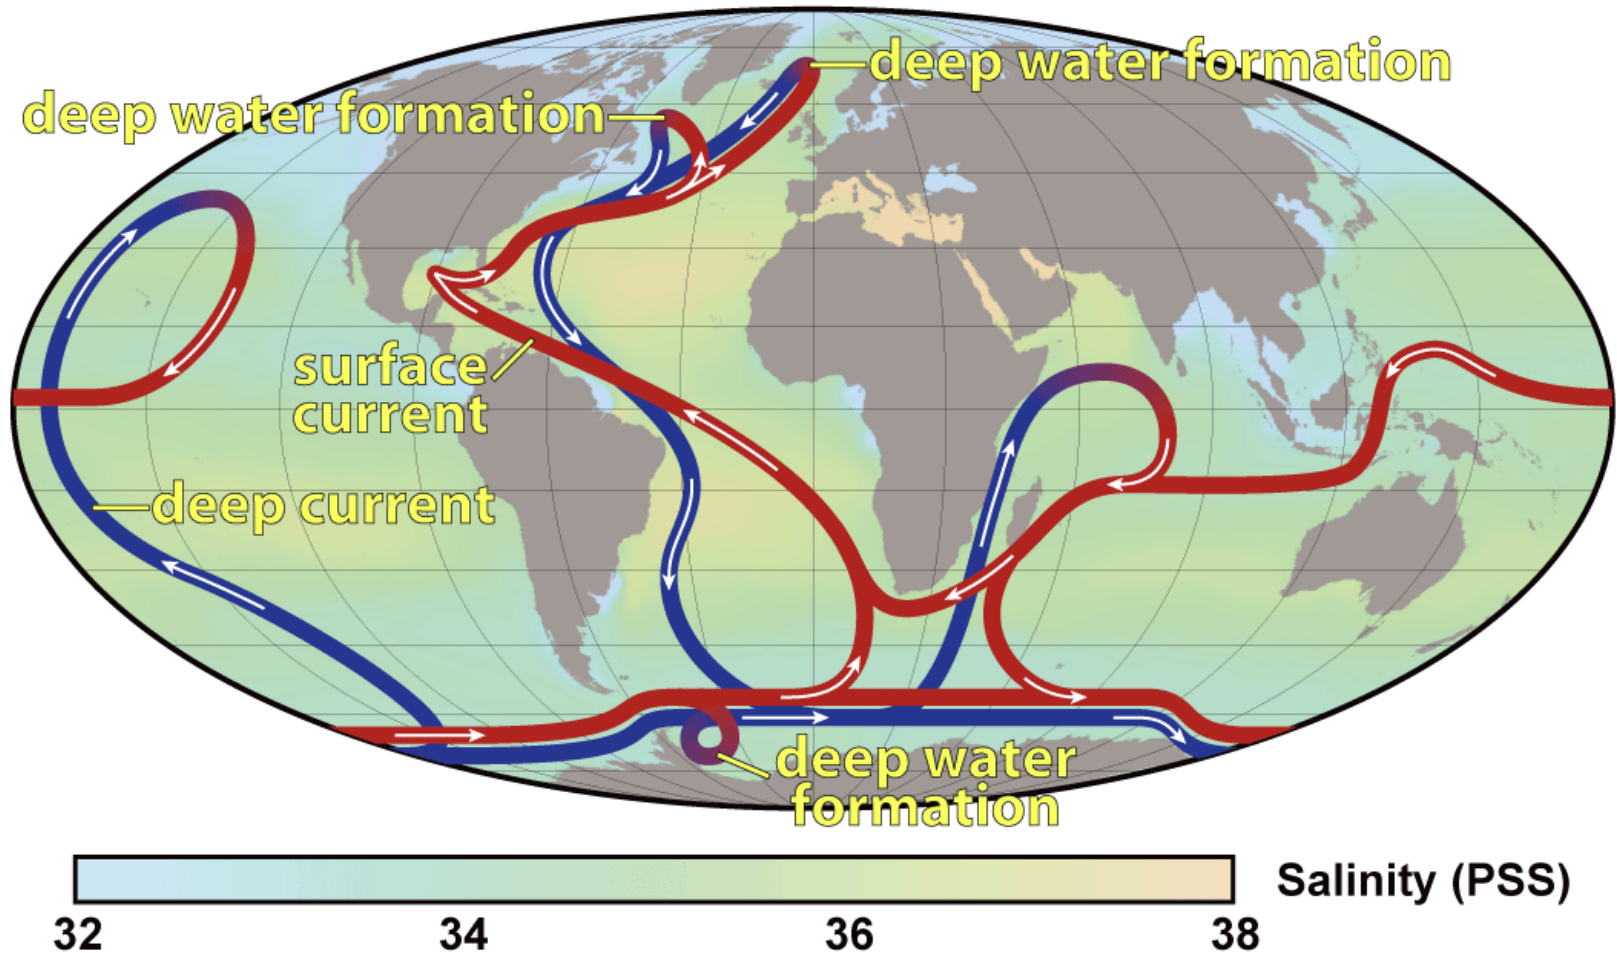 deep water formation
deep water formation
surface
current
deep current
deep water
formation
Salinity (PSS)
32 34 36 38